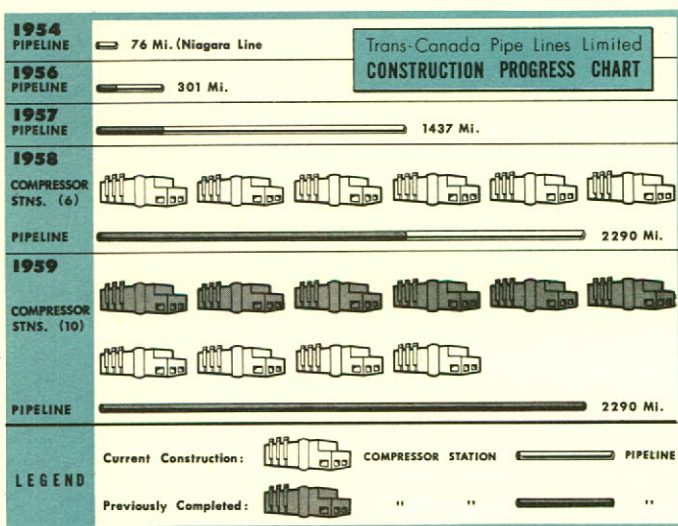 Trans-Canada Pipe Lines Limited
CONSTRUCTION PROGRESS CHART
1954
PIPELINE 76 Mi. (Niagara Line
1956
PIPELINE 301 Mi.
1957
PIPELINE 1437 Mi.
1958
COMPRESSOR
STNS. (6)
PIPELINE 2290 Mi.
1959
COMPRESSOR
STNS. (10)
PIPELINE 2290 Mi.
LEGEND
Current Construction: COMPRESSOR STATION PIPELINE
Previously Completed: " " "